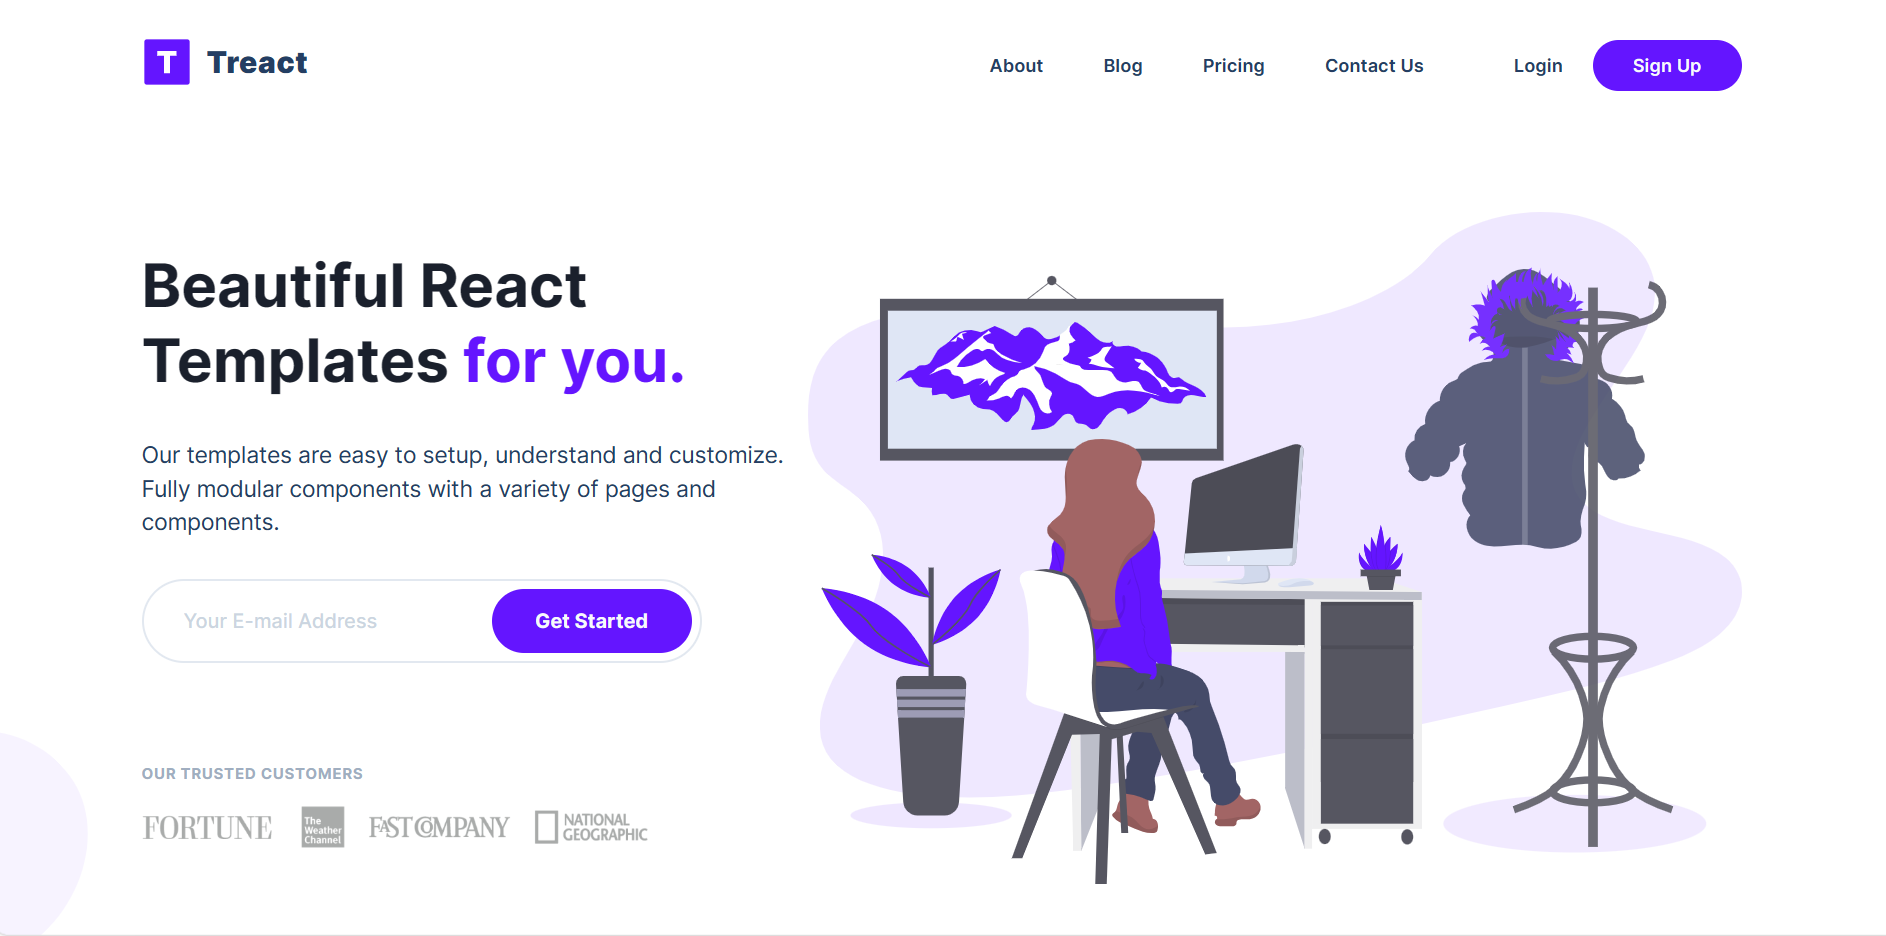 T Treact
About Blog Pricing Contact Us Login Sign Up
Beautiful React
Templates for you.
Our templates are easy to setup, understand and customize.
Fully modular components with a variety of pages and
components.
Your E-mail Address
Get Started
OUR TRUSTED CUSTOMERS
FORTUNE
The
Weather
Channel
FAST COMPANY
NATIONAL
GEOGRAPHIC